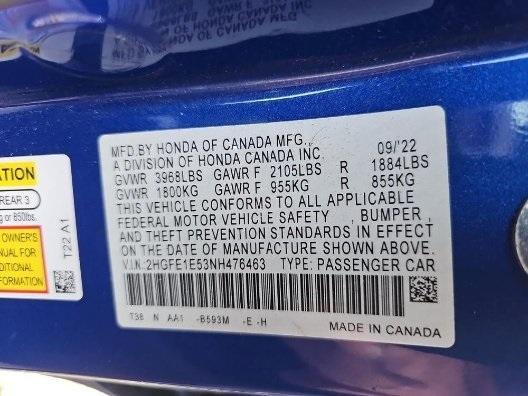 MFD.BY HONDA OF CANADA MFG., 09/'22
A DIVISION OF HONDA CANADA INC.
GVWR 3968LBS GAWR F 2105LBS R 1884LBS
GVWR 1800KG GAWR F 955KG R 855KG
THIS VEHICLE CONFORMS TO ALL APPLICABLE
FEDERAL MOTOR VEHICLE SAFETY , BUMPER ,
AND THEFT PREVENTION STANDARDS IN EFFECT
ON THE DATE OF MANUFACTURE SHOWN ABOVE.
V.I.N:2HGFE1E53NH476463 TYPE: PASSENGER CAR
T38 N AA1 -B593M -E -H
MADE IN CANADA
ATION
REAR 3
g or 850lbs.
OWNER'S
NUAL FOR
DITIONAL
FORMATION
T22 A1